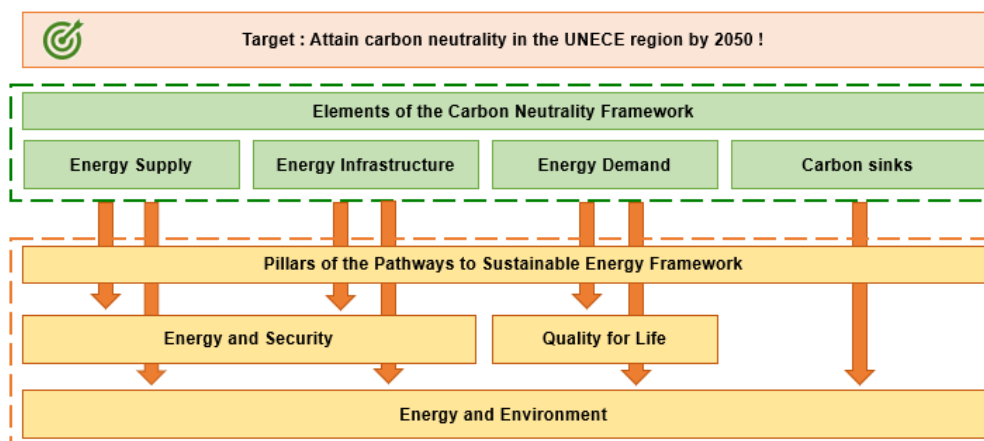 Target : Attain carbon neutrality in the UNECE region by 2050 !
Elements of the Carbon Neutrality Framework
Energy Supply
Energy Infrastructure
Energy Demand
Carbon sinks
Pillars of the Pathways to Sustainable Energy Framework
Energy and Security
Quality for Life
Energy and Environment